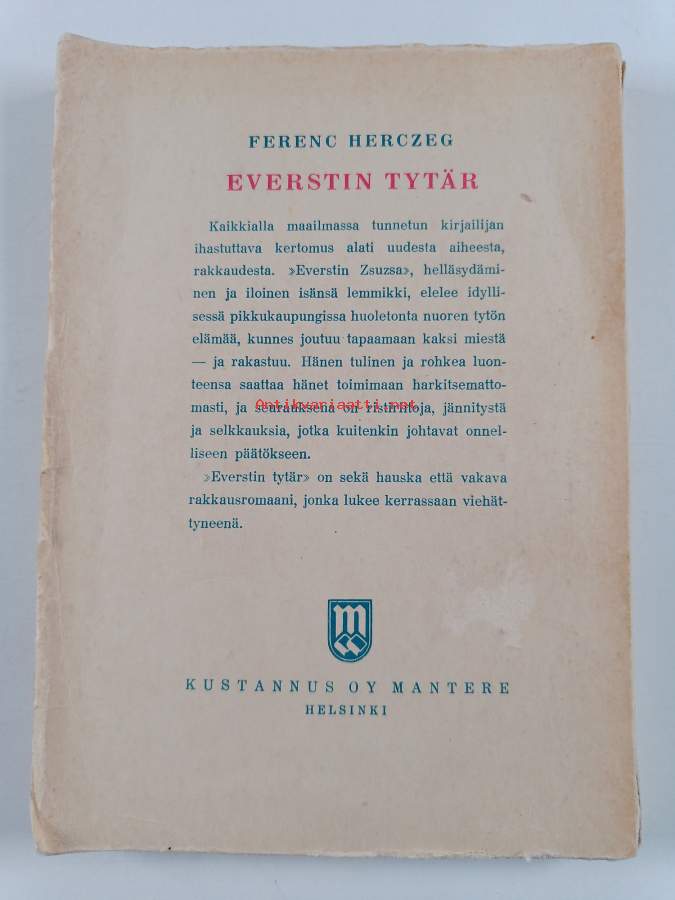 FERENC HERCZEG
EVERSTIN TYTÄR
Kaikkialla maailmassa tunnetun kirjailijan
ihastuttava kertomus alati uudesta aiheesta,
rakkaudesta. »Everstin Zsuzsa», helläsydämi-
nen ja iloinen isänsä lemmikki, elelee idylli-
sessä pikkukaupungissa huoletonta nuoren tytön
elämää, kunnes joutuu tapaamaan kaksi miestä
— ja rakastuu. Hänen tulinen ja rohkea luon-
teensa saattaa hänet toimimaan harkitsematto-
Antikvariaatti.net
masti, ja seurauksena on ristiriitoja, jännitystä
ja selkkauksia, jotka kuitenkin johtavat onnel-
liseen päätökseen.
»Everstin tytär» on sekä hauska että vakava
rakkausromaani, jonka lukee kerrassaan viehät-
tyneenä.
M
KUSTANNUS OY MANTERE
HELSINKI